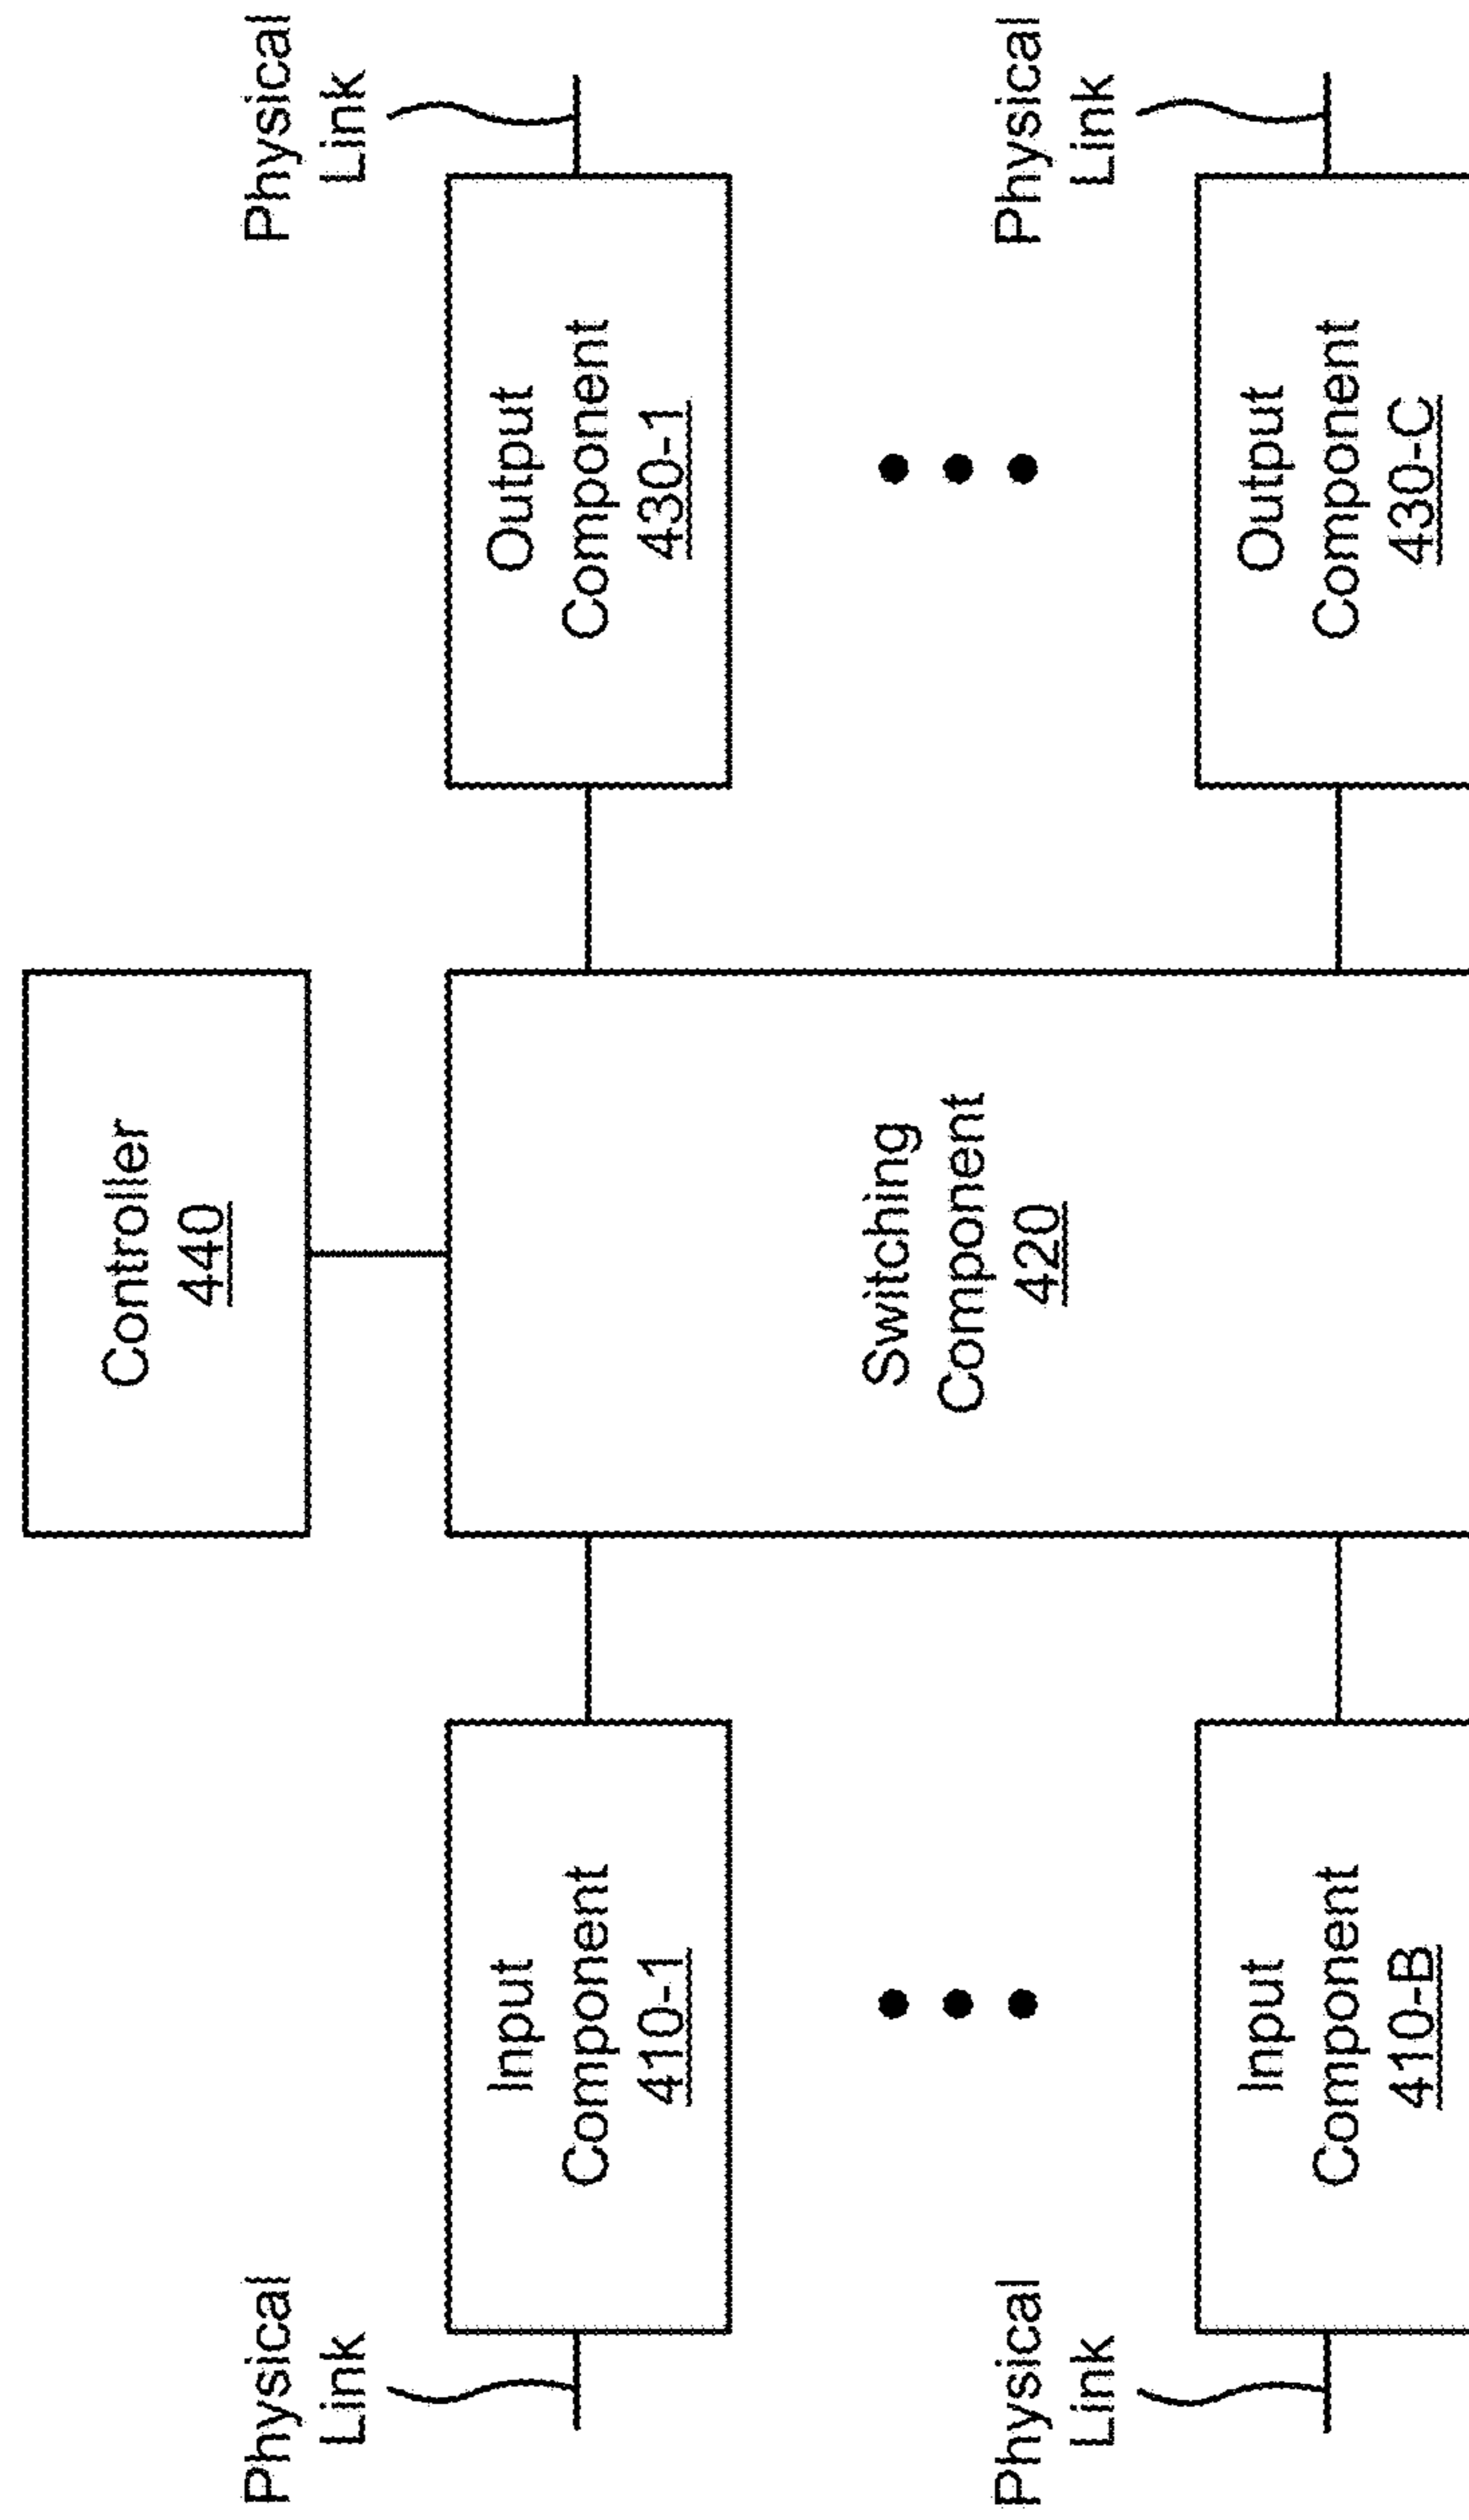 Controller
440
Physical
Link
Physical
Link
Input
Component
410-1
Switching
Component
420
Output
Component
430-1
Physical
Link
Physical
Link
Input
Component
410-B
Output
Component
430-C